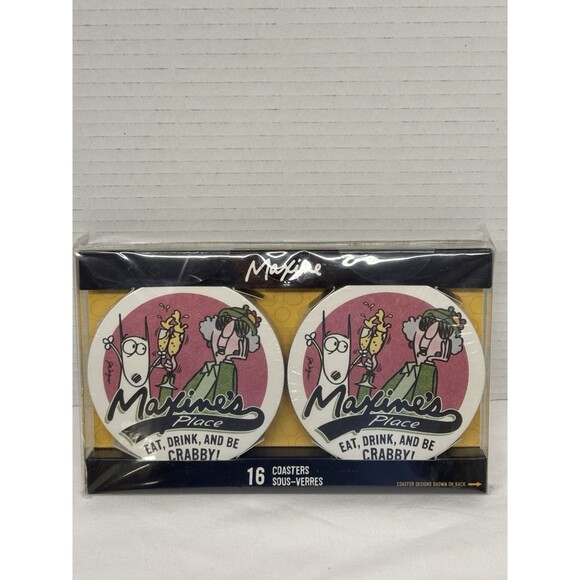 Maxine
Maxine's
Place
EAT, DRINK, AND BE
CRABBY!
Maxine's
Place
EAT, DRINK, AND BE
CRABBY!
16 COASTERS
SOUS-VERRES
COASTER DESIGNS SHOWN ON BACK.